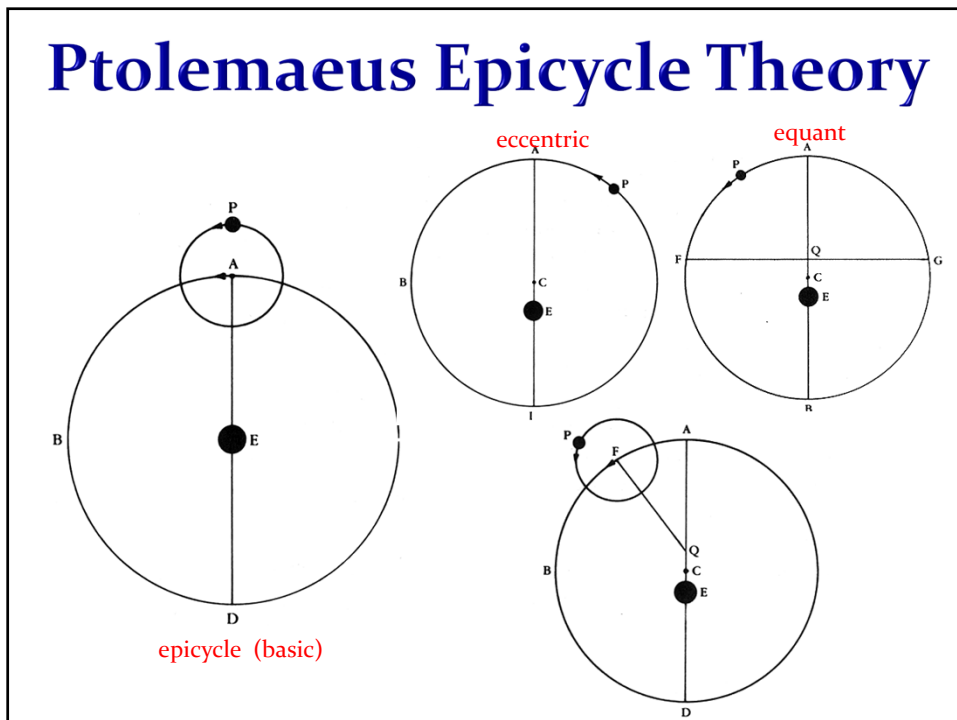 Ptolemaeus Epicycle Theory
eccentric
equant
P
A
B
E
D
epicycle (basic)
A
P
B
C
E
I
A
P
F
Q
G
C
E
B
P
F
A
Q
B
C
E
D